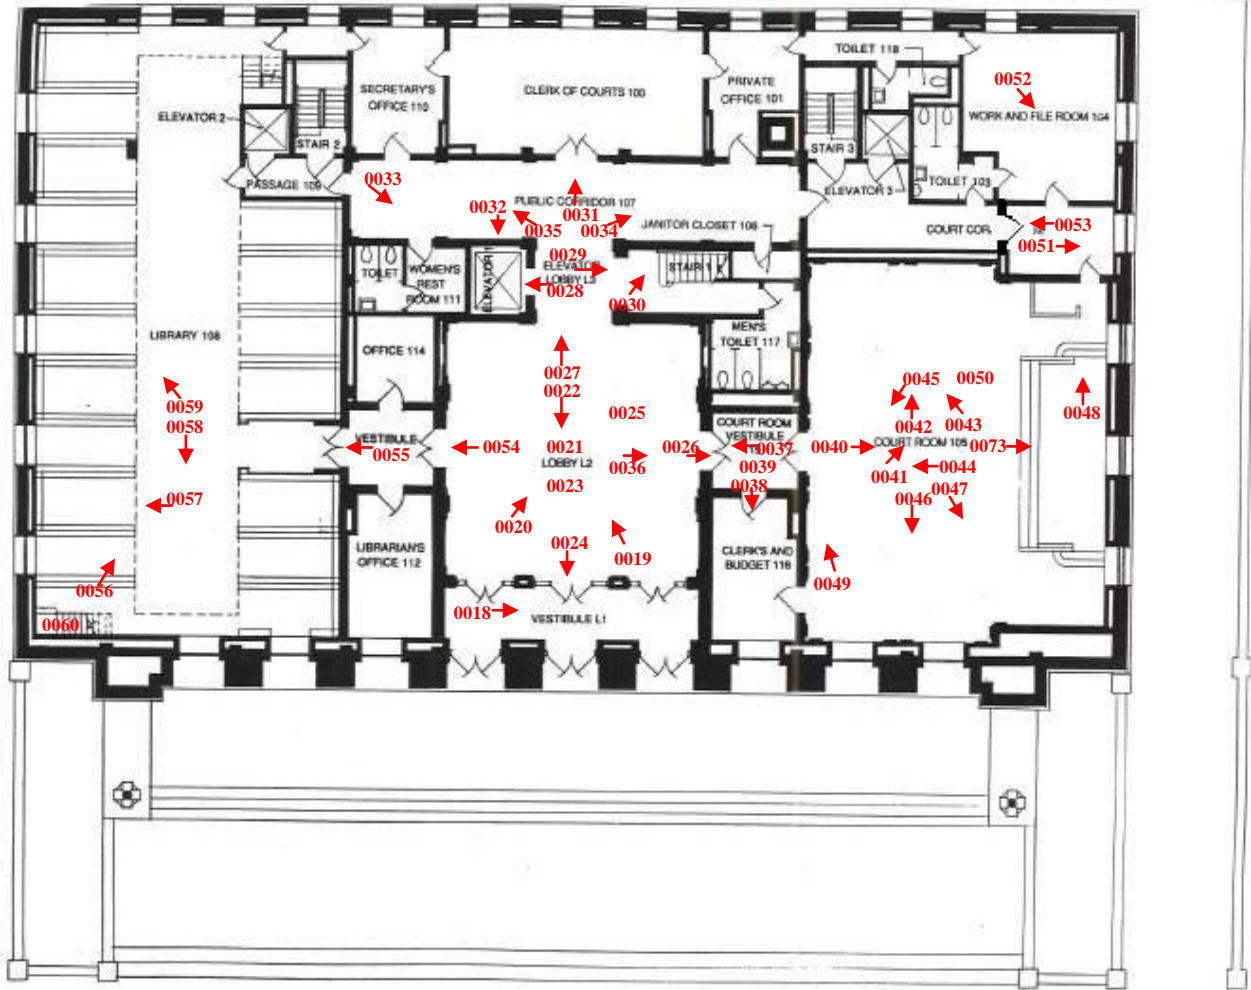 TOILET 118
0052
SECRETARY'S
OFFICE 110
CLERK OF COURTS 100
PRIVATE
OFFICE 101
WORK AND FILE ROOM 104
ELEVATOR 2
STAIR 2
STAIR 3
PASSAGE 109
0033
TOILET 103
ELEVATOR 3
PUBLIC CORRIDOR 107
0032
0031
0035
0034
JANITOR CLOSET 106
COURT COR.
0053
0051
0029
ELEVATOR
LOBBY L3
0028
0030
STAIR 1
ELEVATOR 1
TOILET
WOMEN'S
REST
ROOM 111
LIBRARY 108
OFFICE 114
MEN'S
TOILET 117
0027
0022
0025
0045
0050
0059
0058
0048
0042
0043
COURT ROOM
VESTIBULE
VESTIBULE
0055
0054
0021
LOBBY L2
0036
0026
0037
0039
0038
0040
COURT ROOM 105
0073
0041
0044
0046
0047
0057
0023
0020
0024
0019
LIBRARIAN'S
OFFICE 112
CLERK'S AND
BUDGET 116
0049
0056
0060
0018
VESTIBULE L1